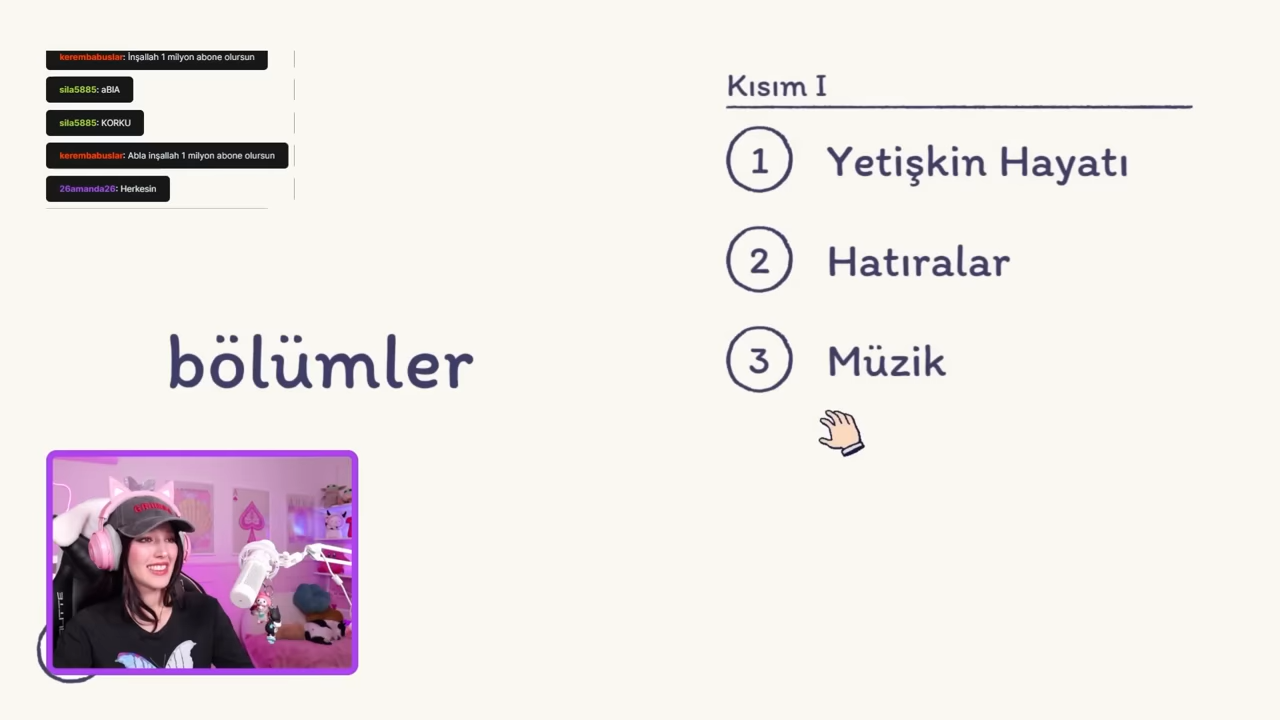 kerembabuslar: İnşallah 1 milyon abone olursun
sila5885: aBlA
sila5885: KORKU
kerembabuslar: Abla inşallah 1 milyon abone olursun
26amanda26: Herkesin
bölümler
Kısım I
1 Yetişkin Hayatı
2 Hatıralar
3 Müzik